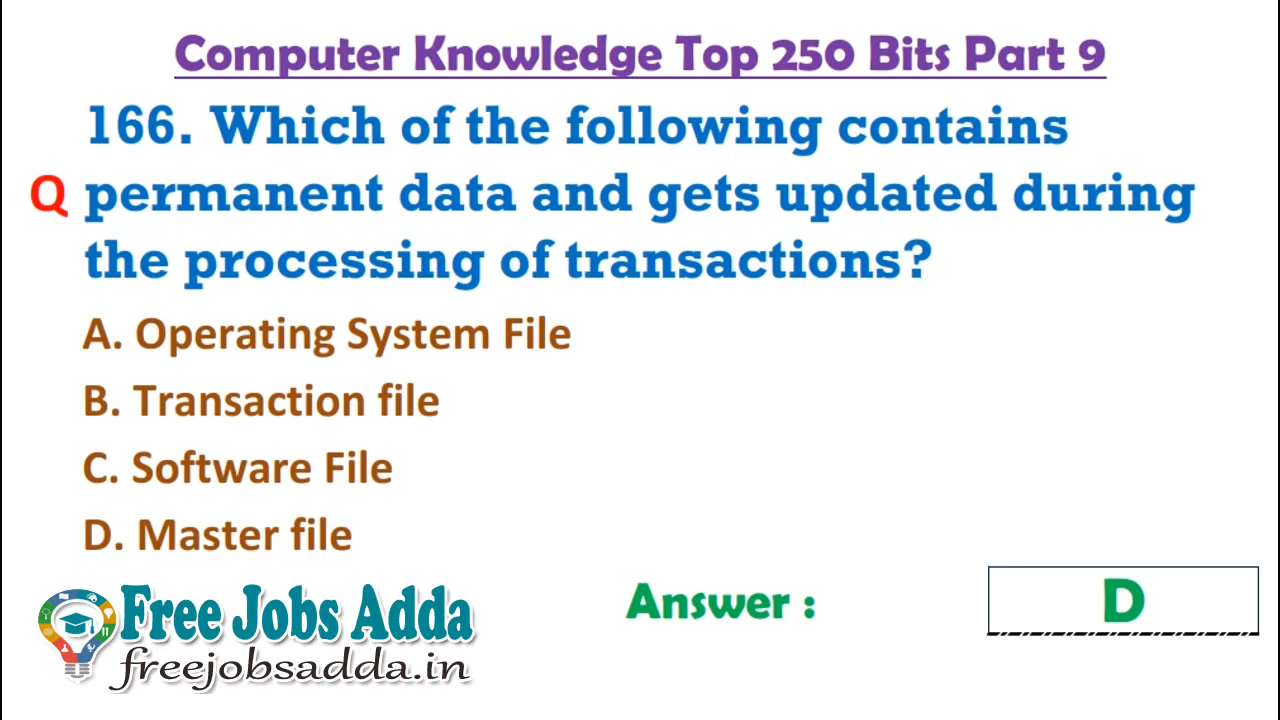 Computer Knowledge Top 250 Bits Part 9
166. Which of the following contains
Q permanent data and gets updated during
the processing of transactions?
A. Operating System File
B. Transaction file
C. Software File
D. Master file
Free Jobs Adda
freejobsadda.in
Answer : D